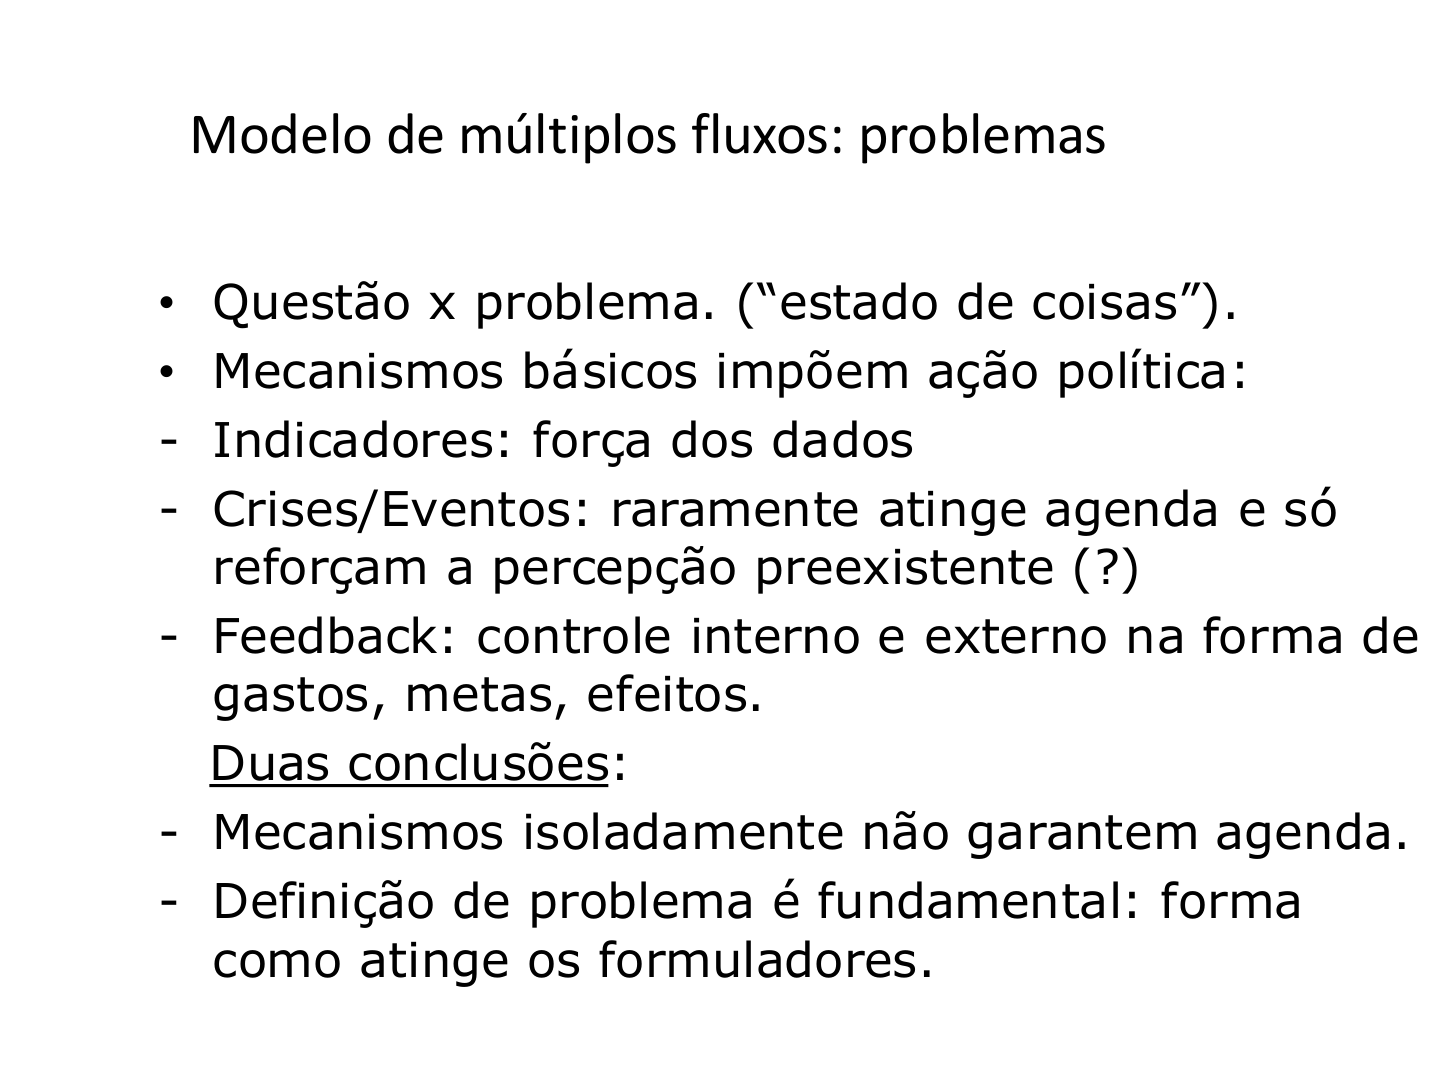 Modelo de múltiplos fluxos: problemas
• Questão x problema. (“estado de coisas”).
• Mecanismos básicos impõem ação política:
- Indicadores: força dos dados
- Crises/Eventos: raramente atinge agenda e só
reforçam a percepção preexistente (?)
- Feedback: controle interno e externo na forma de
gastos, metas, efeitos.
Duas conclusões:
- Mecanismos isoladamente não garantem agenda.
- Definição de problema é fundamental: forma
como atinge os formuladores.